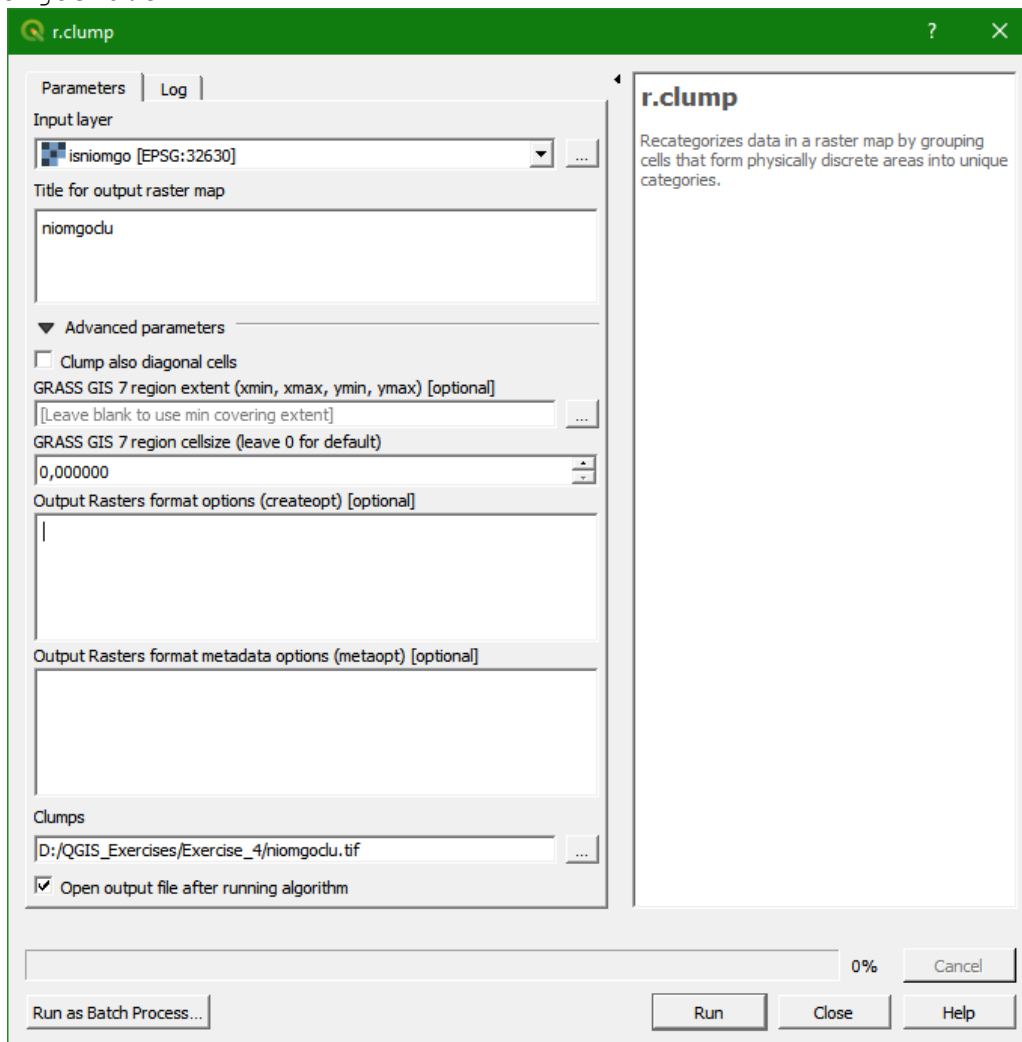 r.clump
?
Parameters
Log
Input layer
isniomgo [EPSG:32630]
...
Title for output raster map
niomgoclu
Advanced parameters
Clump also diagonal cells
GRASS GIS 7 region extent (xmin, xmax, ymin, ymax) [optional]
[Leave blank to use min covering extent]
...
GRASS GIS 7 region cellsize (leave 0 for default)
0,000000
Output Rasters format options (createopt) [optional]
Output Rasters format metadata options (metaopt) [optional]
Clumps
D:/QGIS_Exercises/Exercise_4/niomgoclu.tif
...
Open output file after running algorithm
r.clump
Recategorizes data in a raster map by grouping
cells that form physically discrete areas into unique
categories.
0%
Cancel
Run as Batch Process...
Run
Close
Help